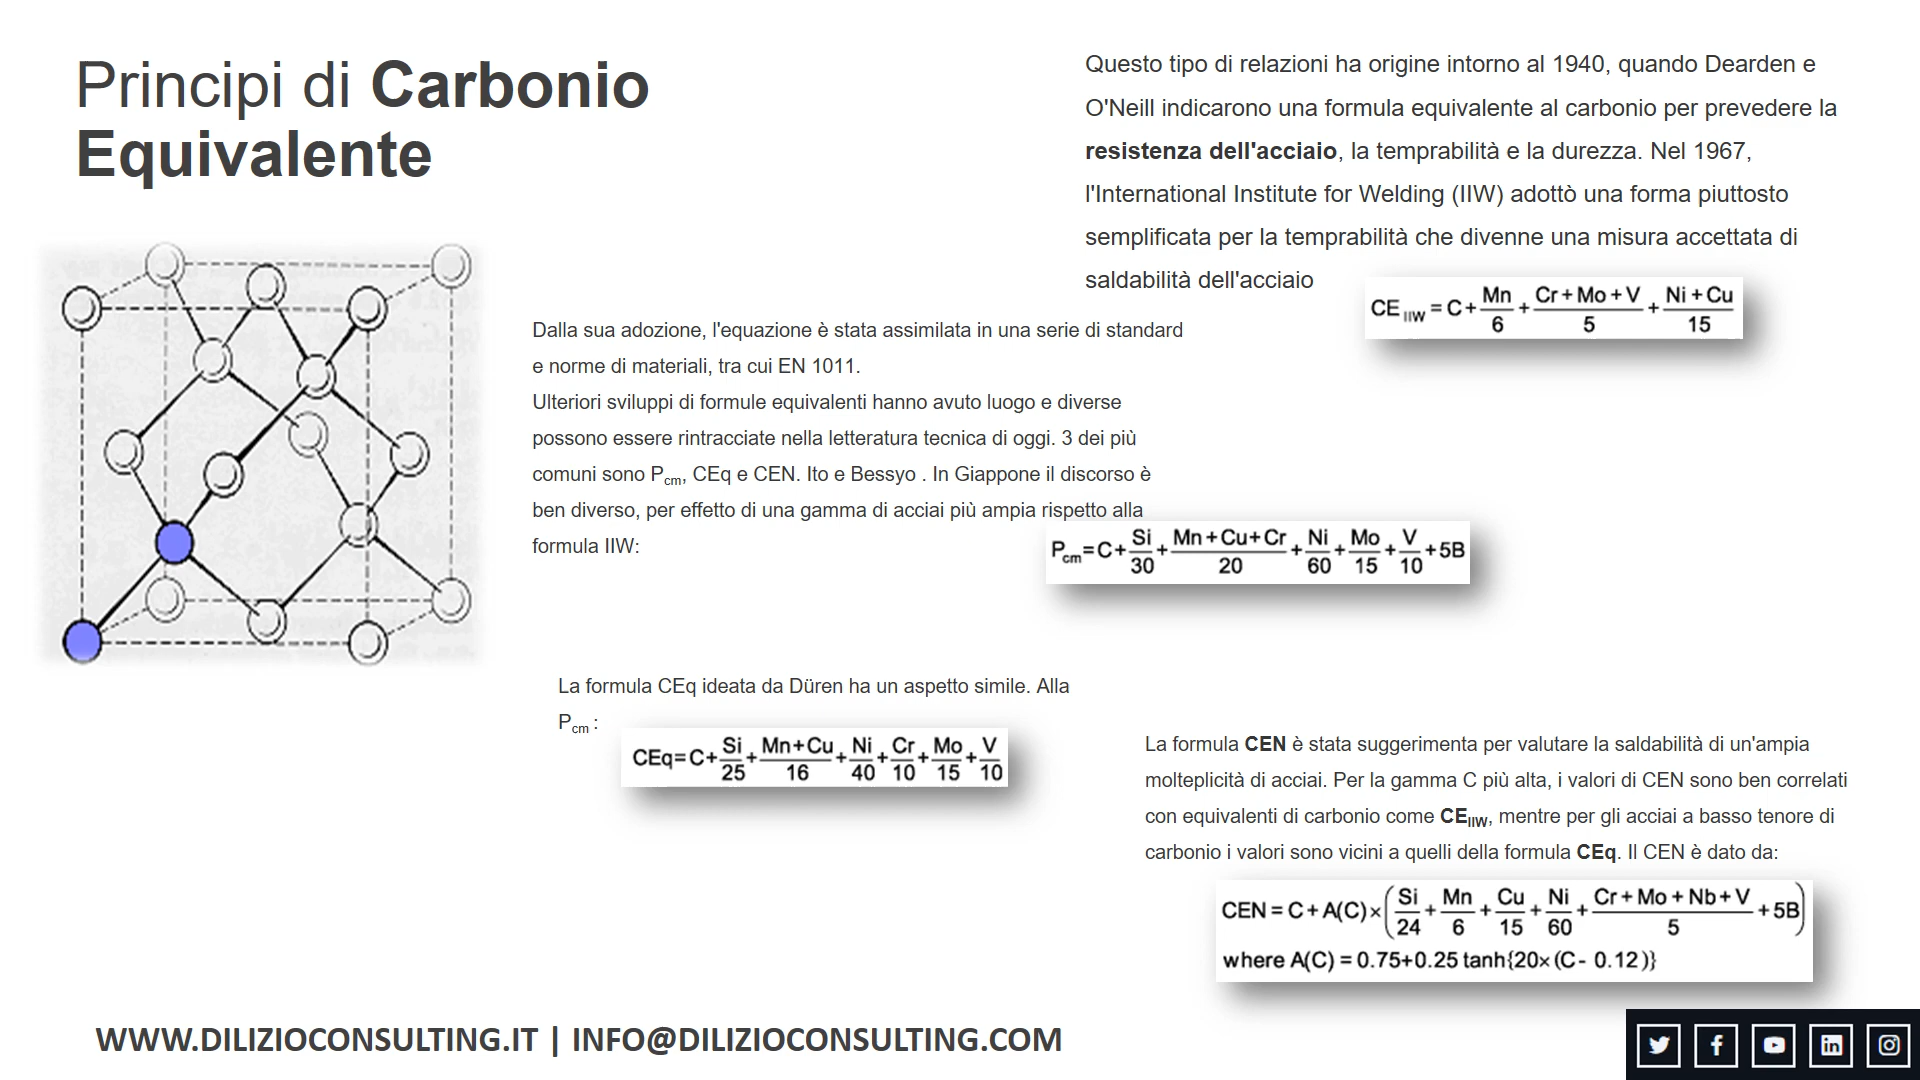 Principi di Carbonio
Equivalente
Questo tipo di relazioni ha origine intorno al 1940, quando Dearden e
O'Neill indicarono una formula equivalente al carbonio per prevedere la
resistenza dell'acciaio, la temprabilità e la durezza. Nel 1967,
l'International Institute for Welding (IIW) adottò una forma piuttosto
semplificata per la temprabilità che divenne una misura accettata di
saldabilità dell'acciaio
CE IIW = C + Mn/6 + (Cr + Mo + V)/5 + (Ni + Cu)/15
Dalla sua adozione, l'equazione è stata assimilata in una serie di standard
e norme di materiali, tra cui EN 1011.
Ulteriori sviluppi di formule equivalenti hanno avuto luogo e diverse
possono essere rintracciate nella letteratura tecnica di oggi. 3 dei più
comuni sono Pcm, CEq e CEN. Ito e Bessyo . In Giappone il discorso è
ben diverso, per effetto di una gamma di acciai più ampia rispetto alla
formula IIW:
Pcm = C + Si/30 + (Mn + Cu + Cr)/20 + Ni/60 + Mo/15 + V/10 + 5B
La formula CEq ideata da Düren ha un aspetto simile. Alla
Pcm :
CEq = C + Si/25 + (Mn + Cu)/16 + Ni/40 + Cr/10 + Mo/15 + V/10
La formula CEN è stata suggerimenta per valutare la saldabilità di un'ampia
molteplicità di acciai. Per la gamma C più alta, i valori di CEN sono ben correlati
con equivalenti di carbonio come CEIIW, mentre per gli acciai a basso tenore di
carbonio i valori sono vicini a quelli della formula CEq. Il CEN è dato da:
CEN = C + A(C) × (Si/24 + Mn/6 + Cu/15 + Ni/60 + (Cr + Mo + Nb + V)/5 + 5B)
where A(C) = 0.75+0.25 tanh{20×(C - 0.12)}
WWW.DILIZIOCONSULTING.IT | INFO@DILIZIOCONSULTING.COM